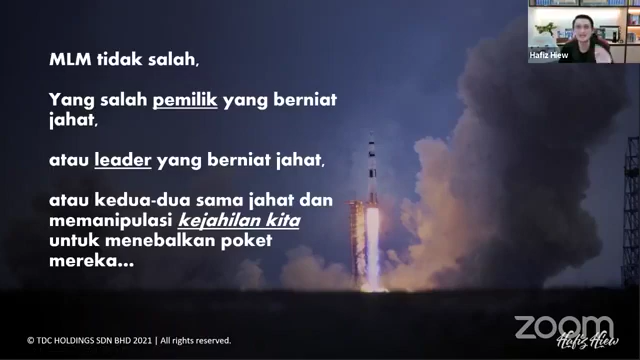 Hafiz Hiew
MLM tidak salah,
Yang salah pemilik yang berniat
jahat,
atau leader yang berniat jahat,
atau kedua-dua sama jahat dan
memanipulasi kejahilan kita
untuk menebalkan poket
mereka...
zoom
© TDC HOLDINGS SDN BHD 2021 | All rights reserved.
Hafiz Hiew